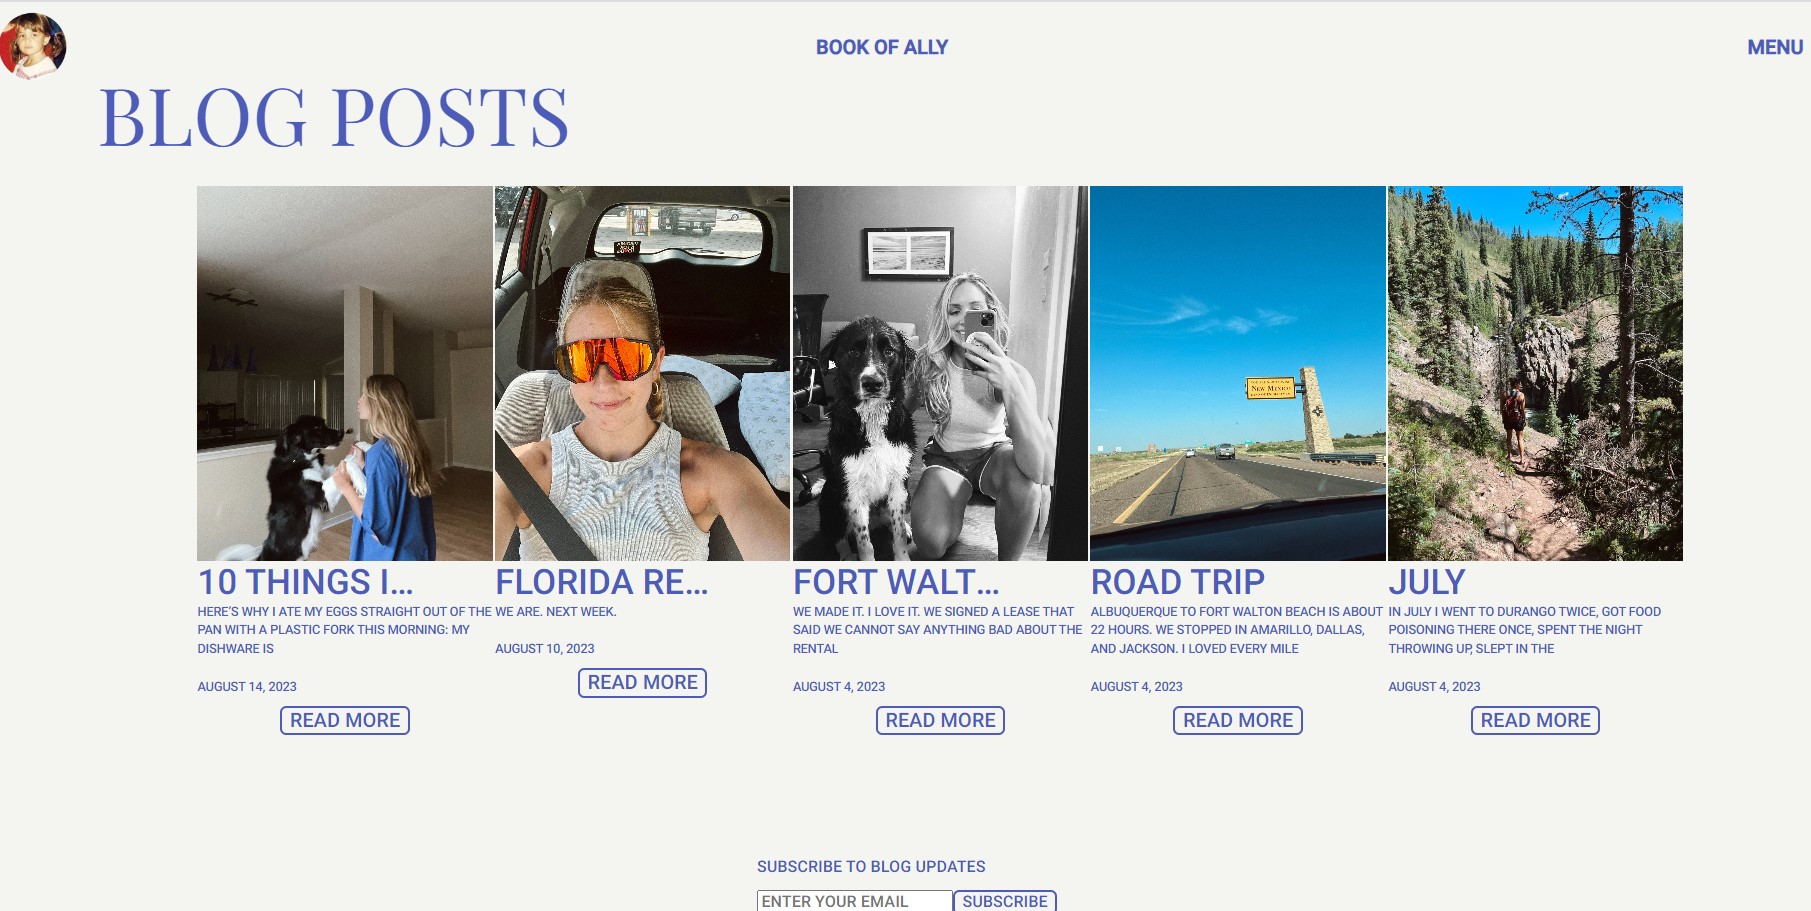 BOOK OF ALLY
MENU
BLOG POSTS
NEW MEXICO
10 THINGS I...
HERE'S WHY I ATE MY EGGS STRAIGHT OUT OF THE
PAN WITH A PLASTIC FORK THIS MORNING: MY
DISHWARE IS
AUGUST 14, 2023
READ MORE
FLORIDA RE...
WE ARE. NEXT WEEK.
AUGUST 10, 2023
READ MORE
FORT WALT...
WE MADE IT. I LOVE IT. WE SIGNED A LEASE THAT
SAID WE CANNOT SAY ANYTHING BAD ABOUT THE
RENTAL
AUGUST 4, 2023
READ MORE
ROAD TRIP
ALBUQUERQUE TO FORT WALTON BEACH IS ABOUT
22 HOURS. WE STOPPED IN AMARILLO, DALLAS,
AND JACKSON. I LOVED EVERY MILE
AUGUST 4, 2023
READ MORE
JULY
IN JULY I WENT TO DURANGO TWICE, GOT FOOD
POISONING THERE ONCE, SPENT THE NIGHT
THROWING UP, SLEPT IN THE
AUGUST 4, 2023
READ MORE
SUBSCRIBE TO BLOG UPDATES
ENTER YOUR EMAIL
SUBSCRIBE